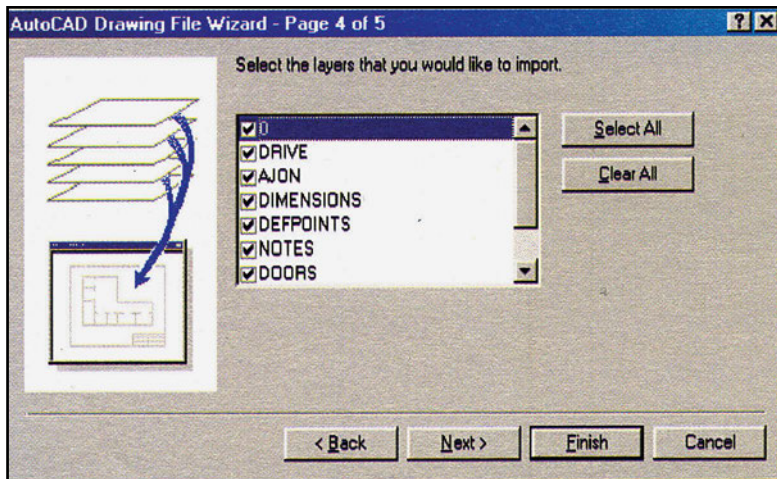 AutoCAD Drawing File Wizard - Page 4 of 5
Select the layers that you would like to import.
0
DRIVE
AJON
DIMENSIONS
DEFPOINTS
NOTES
DOORS
Select All
Clear All
< Back
Next >
Finish
Cancel